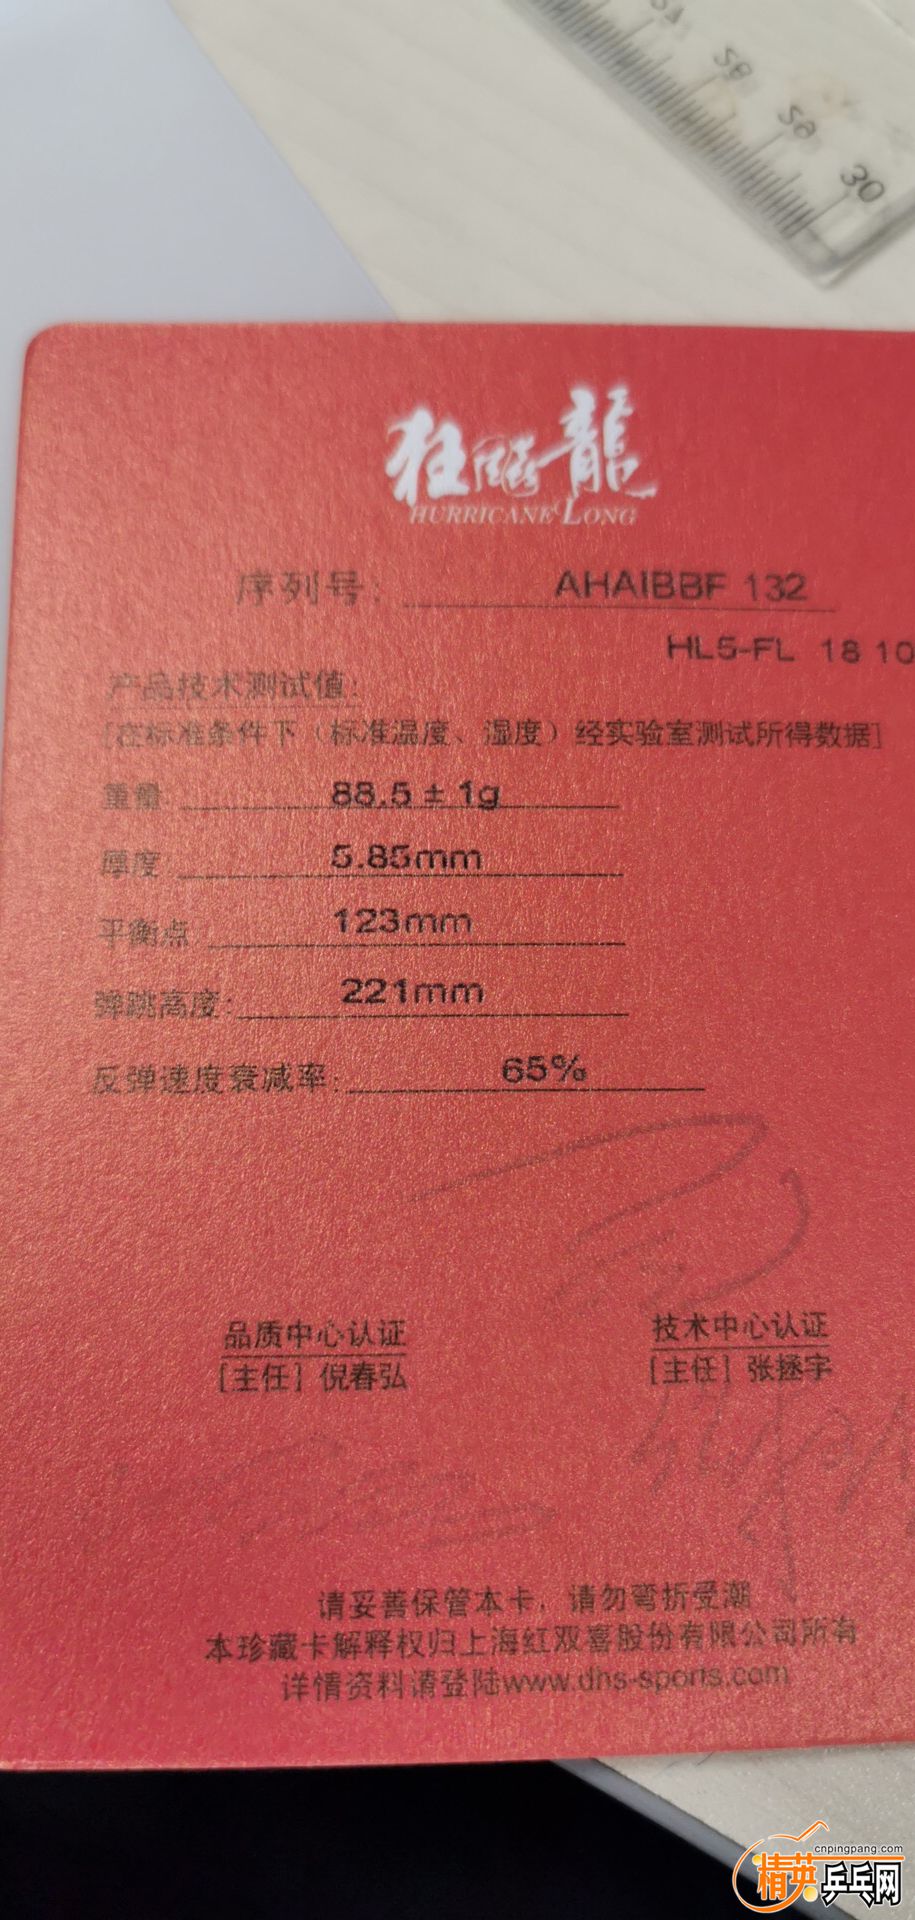 28
29
30
狂飚龍
HURRICANE LONG
序列号: AHAIBBF 132
HL5-FL 18 10
产品技术测试值:
[在标准条件下（标准温度、湿度）经实验室测试所得数据]
重量 88.5 ± 1g
厚度 5.85mm
平衡点 123mm
弹跳高度: 221mm
反弹速度衰减率: 65%
品质中心认证 技术中心认证
[主任] 倪春弘 [主任] 张拯宇
请妥善保管本卡，请勿弯折受潮
本珍藏卡解释权归上海红双喜股份有限公司所有
详情资料请登陆www.dhs-sports.com
cnpingpang.com
精英乒乓网